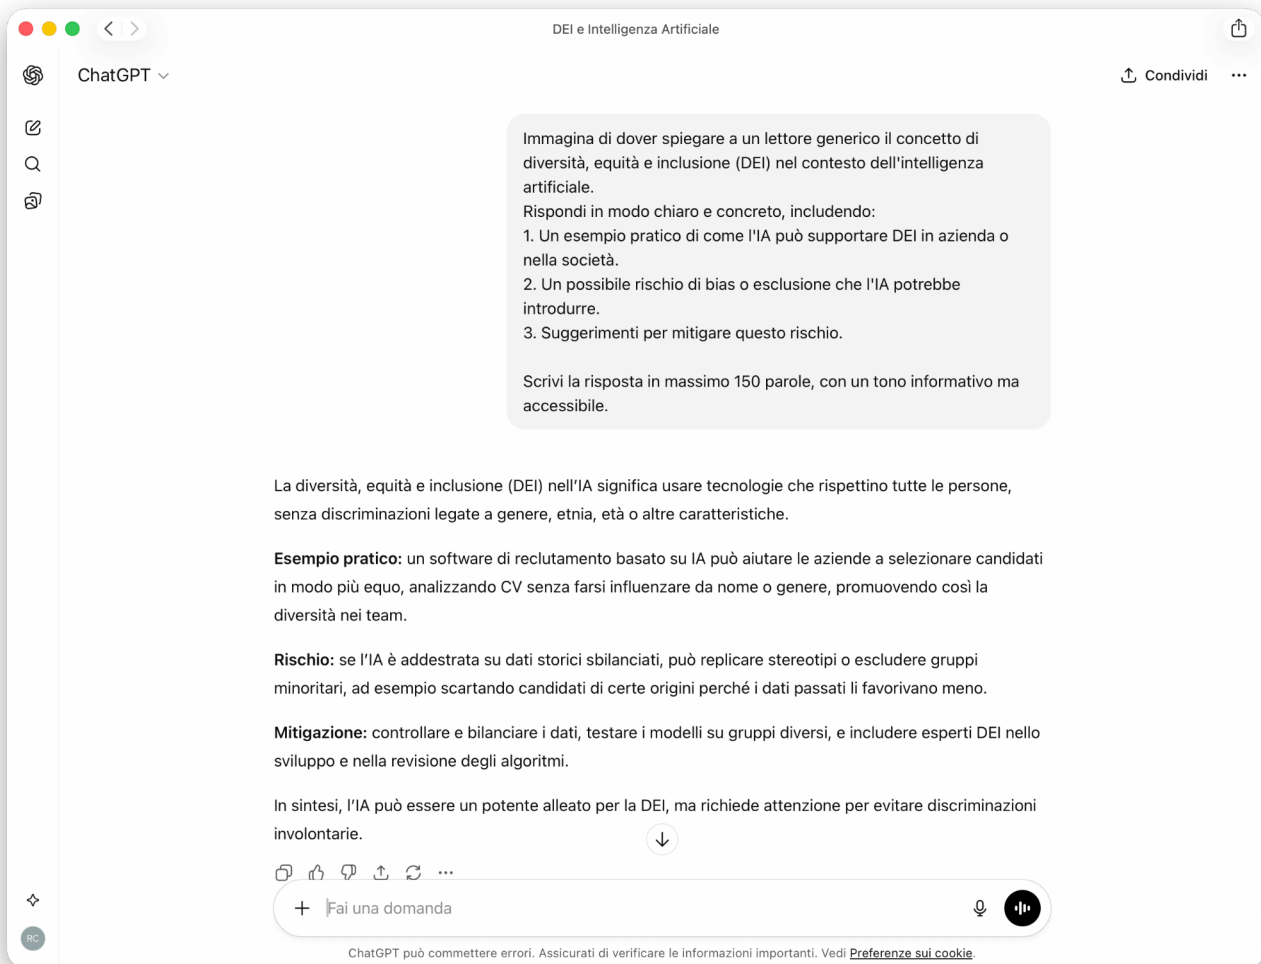 DEI e Intelligenza Artificiale
ChatGPT
Condividi
Immagina di dover spiegare a un lettore generico il concetto di
diversità, equità e inclusione (DEI) nel contesto dell'intelligenza
artificiale.
Rispondi in modo chiaro e concreto, includendo:
1. Un esempio pratico di come l'IA può supportare DEI in azienda o
nella società.
2. Un possibile rischio di bias o esclusione che l'IA potrebbe
introdurre.
3. Suggerimenti per mitigare questo rischio.
Scrivi la risposta in massimo 150 parole, con un tono informativo ma
accessibile.
La diversità, equità e inclusione (DEI) nell’IA significa usare tecnologie che rispettino tutte le persone,
senza discriminazioni legate a genere, etnia, età o altre caratteristiche.
Esempio pratico: un software di reclutamento basato su IA può aiutare le aziende a selezionare candidati
in modo più equo, analizzando CV senza farsi influenzare da nome o genere, promuovendo così la
diversità nei team.
Rischio: se l’IA è addestrata su dati storici sbilanciati, può replicare stereotipi o escludere gruppi
minoritari, ad esempio scartando candidati di certe origini perché i dati passati li favorivano meno.
Mitigazione: controllare e bilanciare i dati, testare i modelli su gruppi diversi, e includere esperti DEI nello
sviluppo e nella revisione degli algoritmi.
In sintesi, l’IA può essere un potente alleato per la DEI, ma richiede attenzione per evitare discriminazioni
involontarie.
Fai una domanda
RC
ChatGPT può commettere errori. Assicurati di verificare le informazioni importanti. Vedi Preferenze sui cookie.